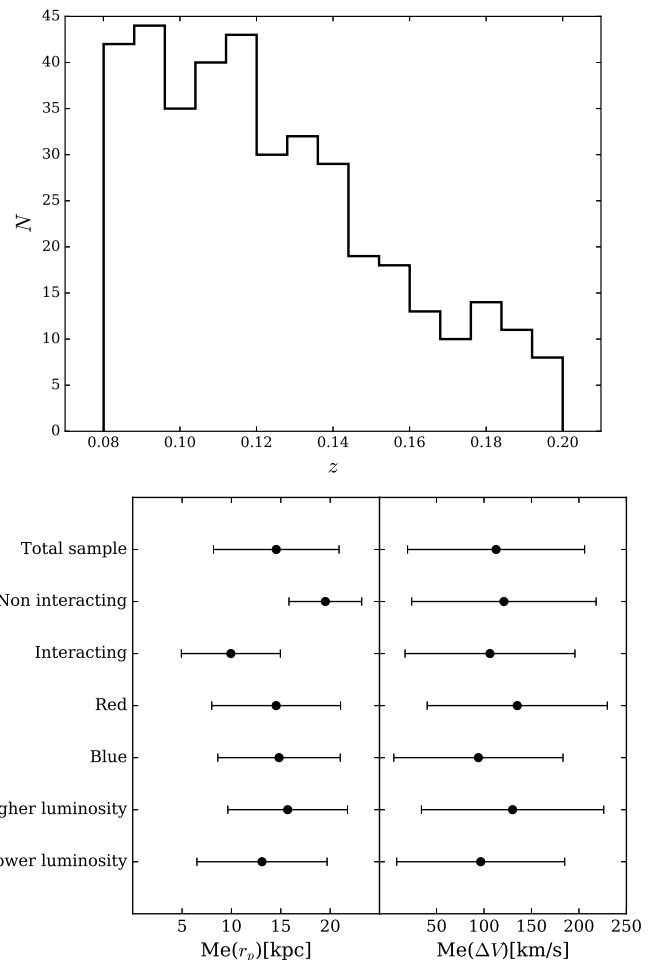 45
40
35
30
25
20
15
10
5
0
N
0.08 0.10 0.12 0.14 0.16 0.18 0.20
z
Total sample
Non interacting
Interacting
Red
Blue
gher luminosity
ower luminosity
5 10 15 20 50 100 150 200 250
Me(r_p)[kpc] Me(ΔV)[km/s]